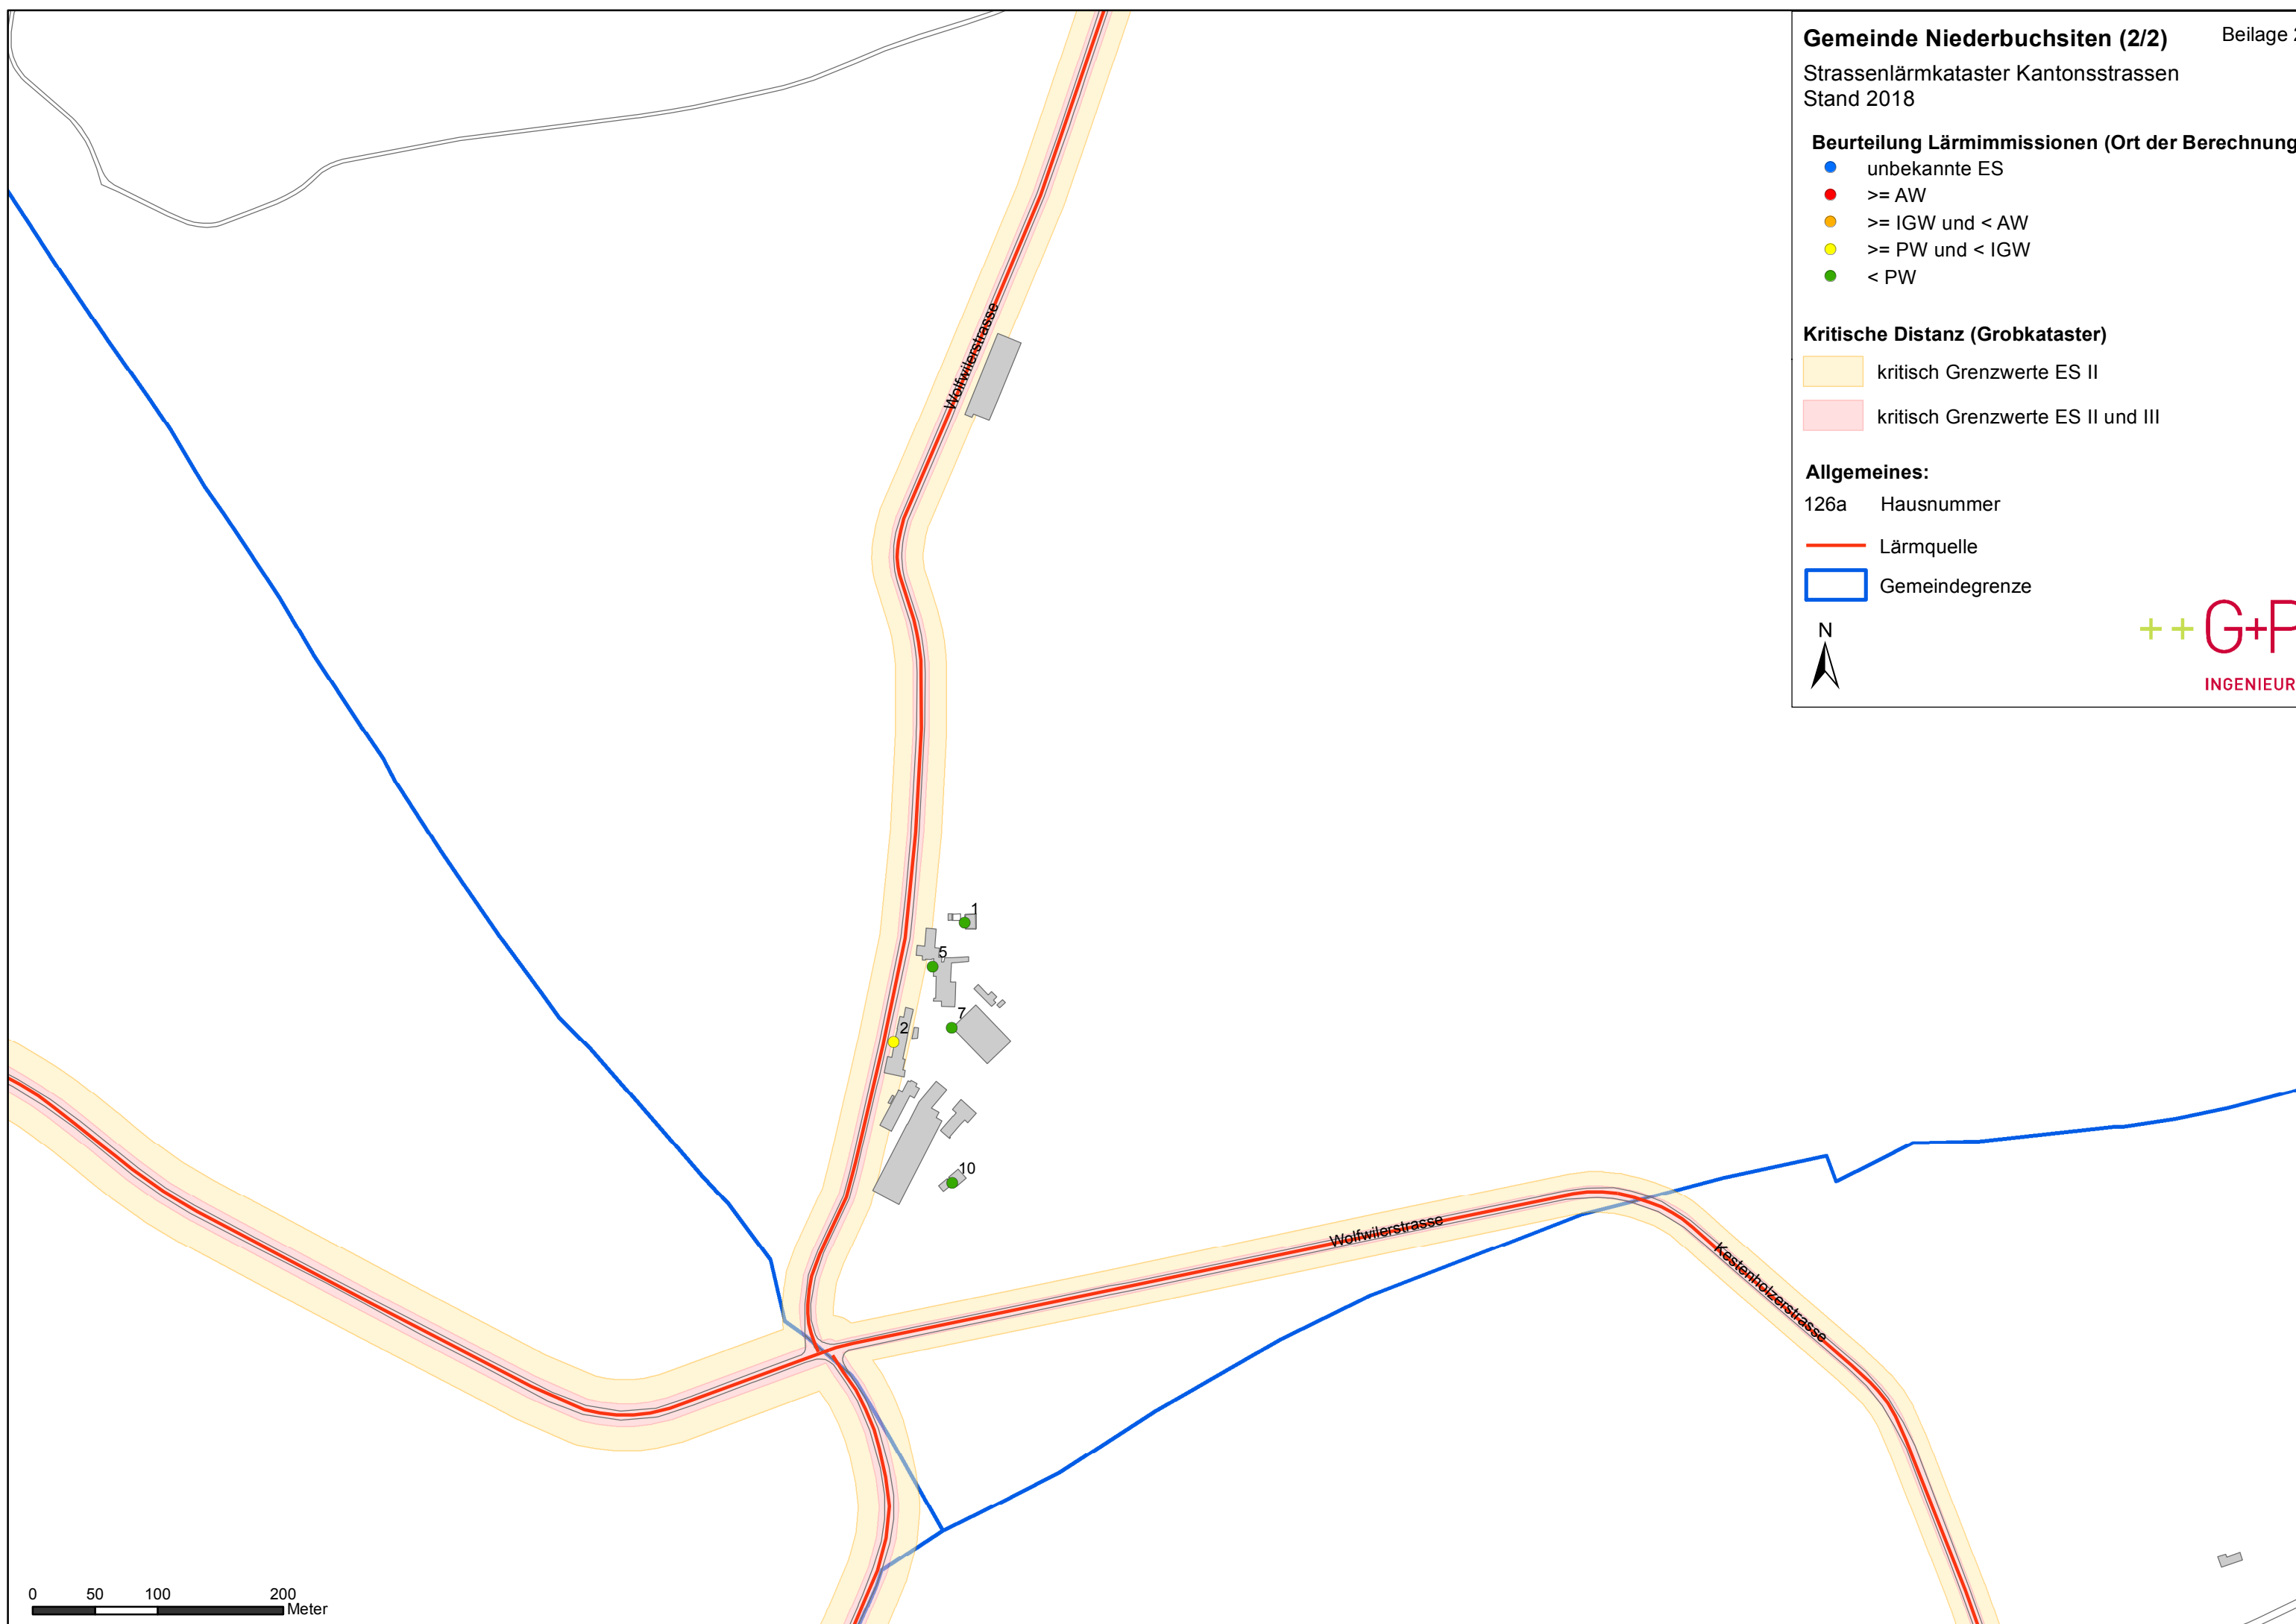 Gemeinde Niederbuchsiten (2/2)
Beilage 2
Strassenlärmkataster Kantonsstrassen
Stand 2018
Beurteilung Lärmimmissionen (Ort der Berechnung
unbekannte ES
>= AW
>= IGW und < AW
>= PW und < IGW
< PW
Kritische Distanz (Grobkataster)
kritisch Grenzwerte ES II
kritisch Grenzwerte ES II und III
Allgemeines:
126a Hausnummer
Lärmquelle
Gemeindegrenze
N
++G+P
INGENIEUR
Wolfwilerstrasse
1
5
7
2
10
Wolfwilerstrasse
Kestenholzerstrasse
0 50 100 200
Meter